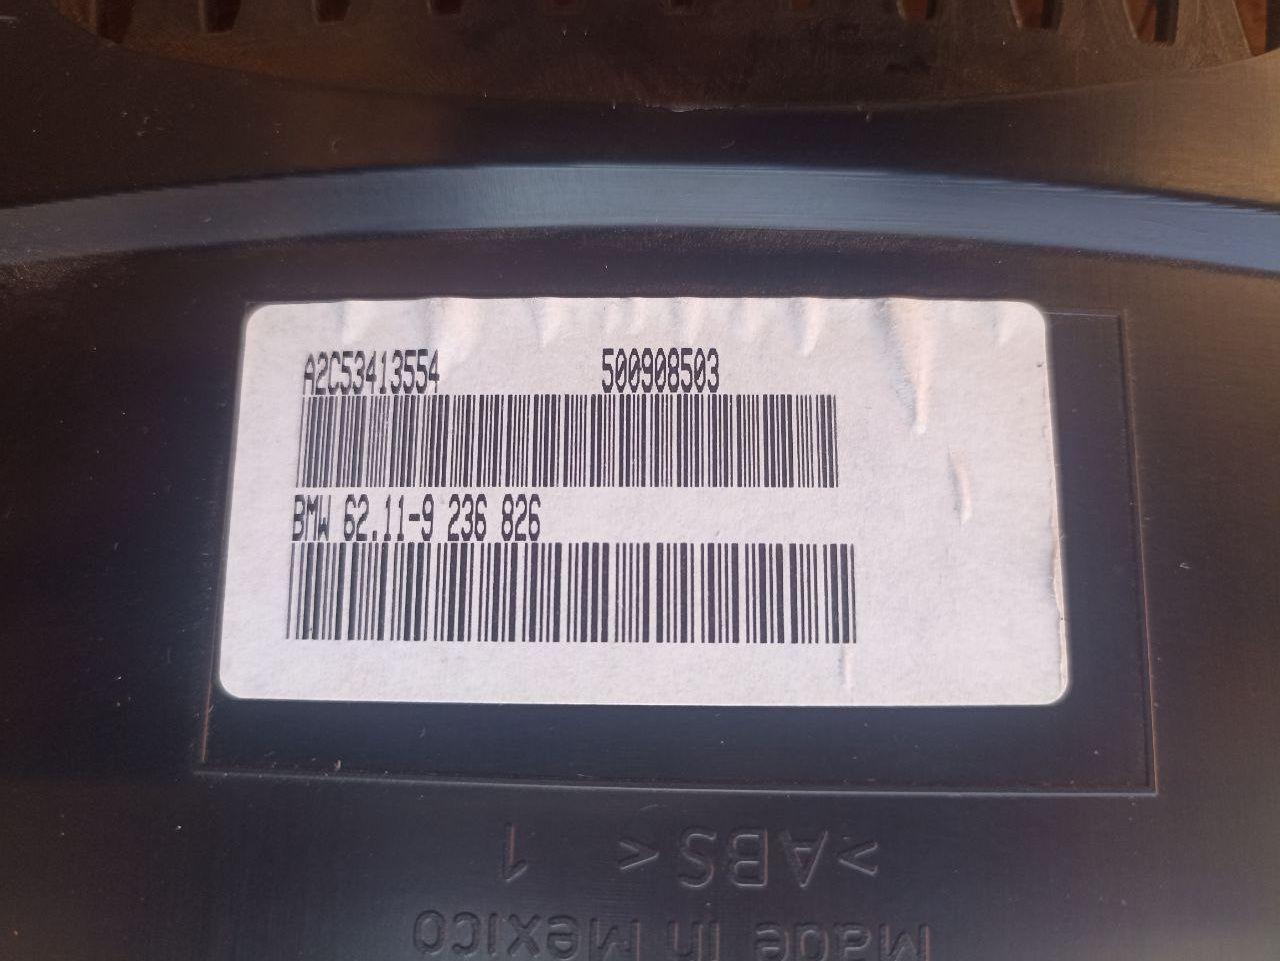 A2C53413554 500908503
BMW 62.11-9 236 826
>ABS< 1
Made in Mexico